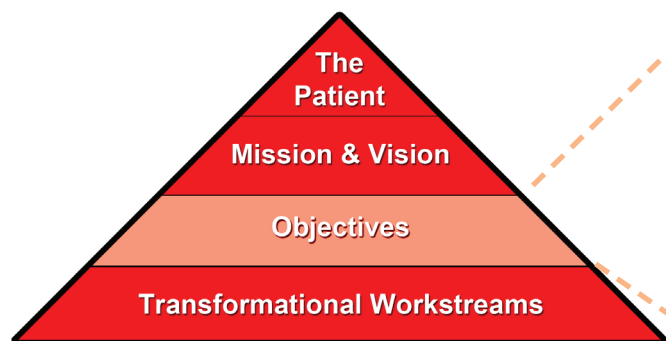 The
Patient
Mission & Vision
Objectives
Transformational Workstreams